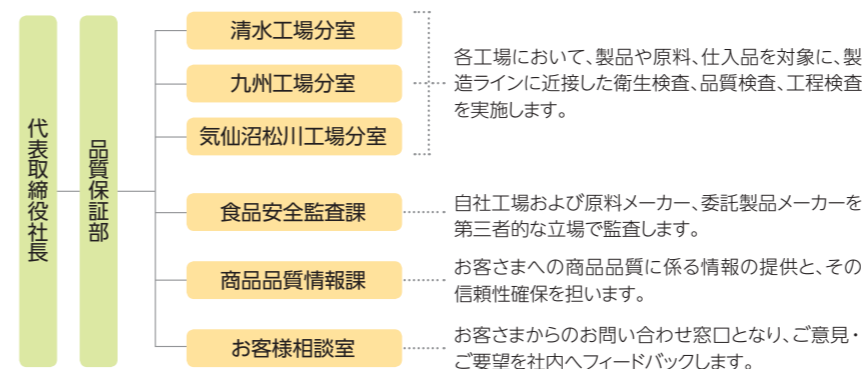 代表取締役社長
品質保証部
清水工場分室
九州工場分室
気仙沼松川工場分室
各工場において、製品や原料、仕入品を対象に、製
造ラインに近接した衛生検査、品質検査、工程検査
を実施します。
食品安全監査課
自社工場および原料メーカー、委託製品メーカーを
第三者的な立場で監査します。
商品品質情報課
お客さまへの商品品質に係る情報の提供と、その
信頼性確保を担います。
お客様相談室
お客さまからのお問い合わせ窓口となり、ご意見・
ご要望を社内へフィードバックします。